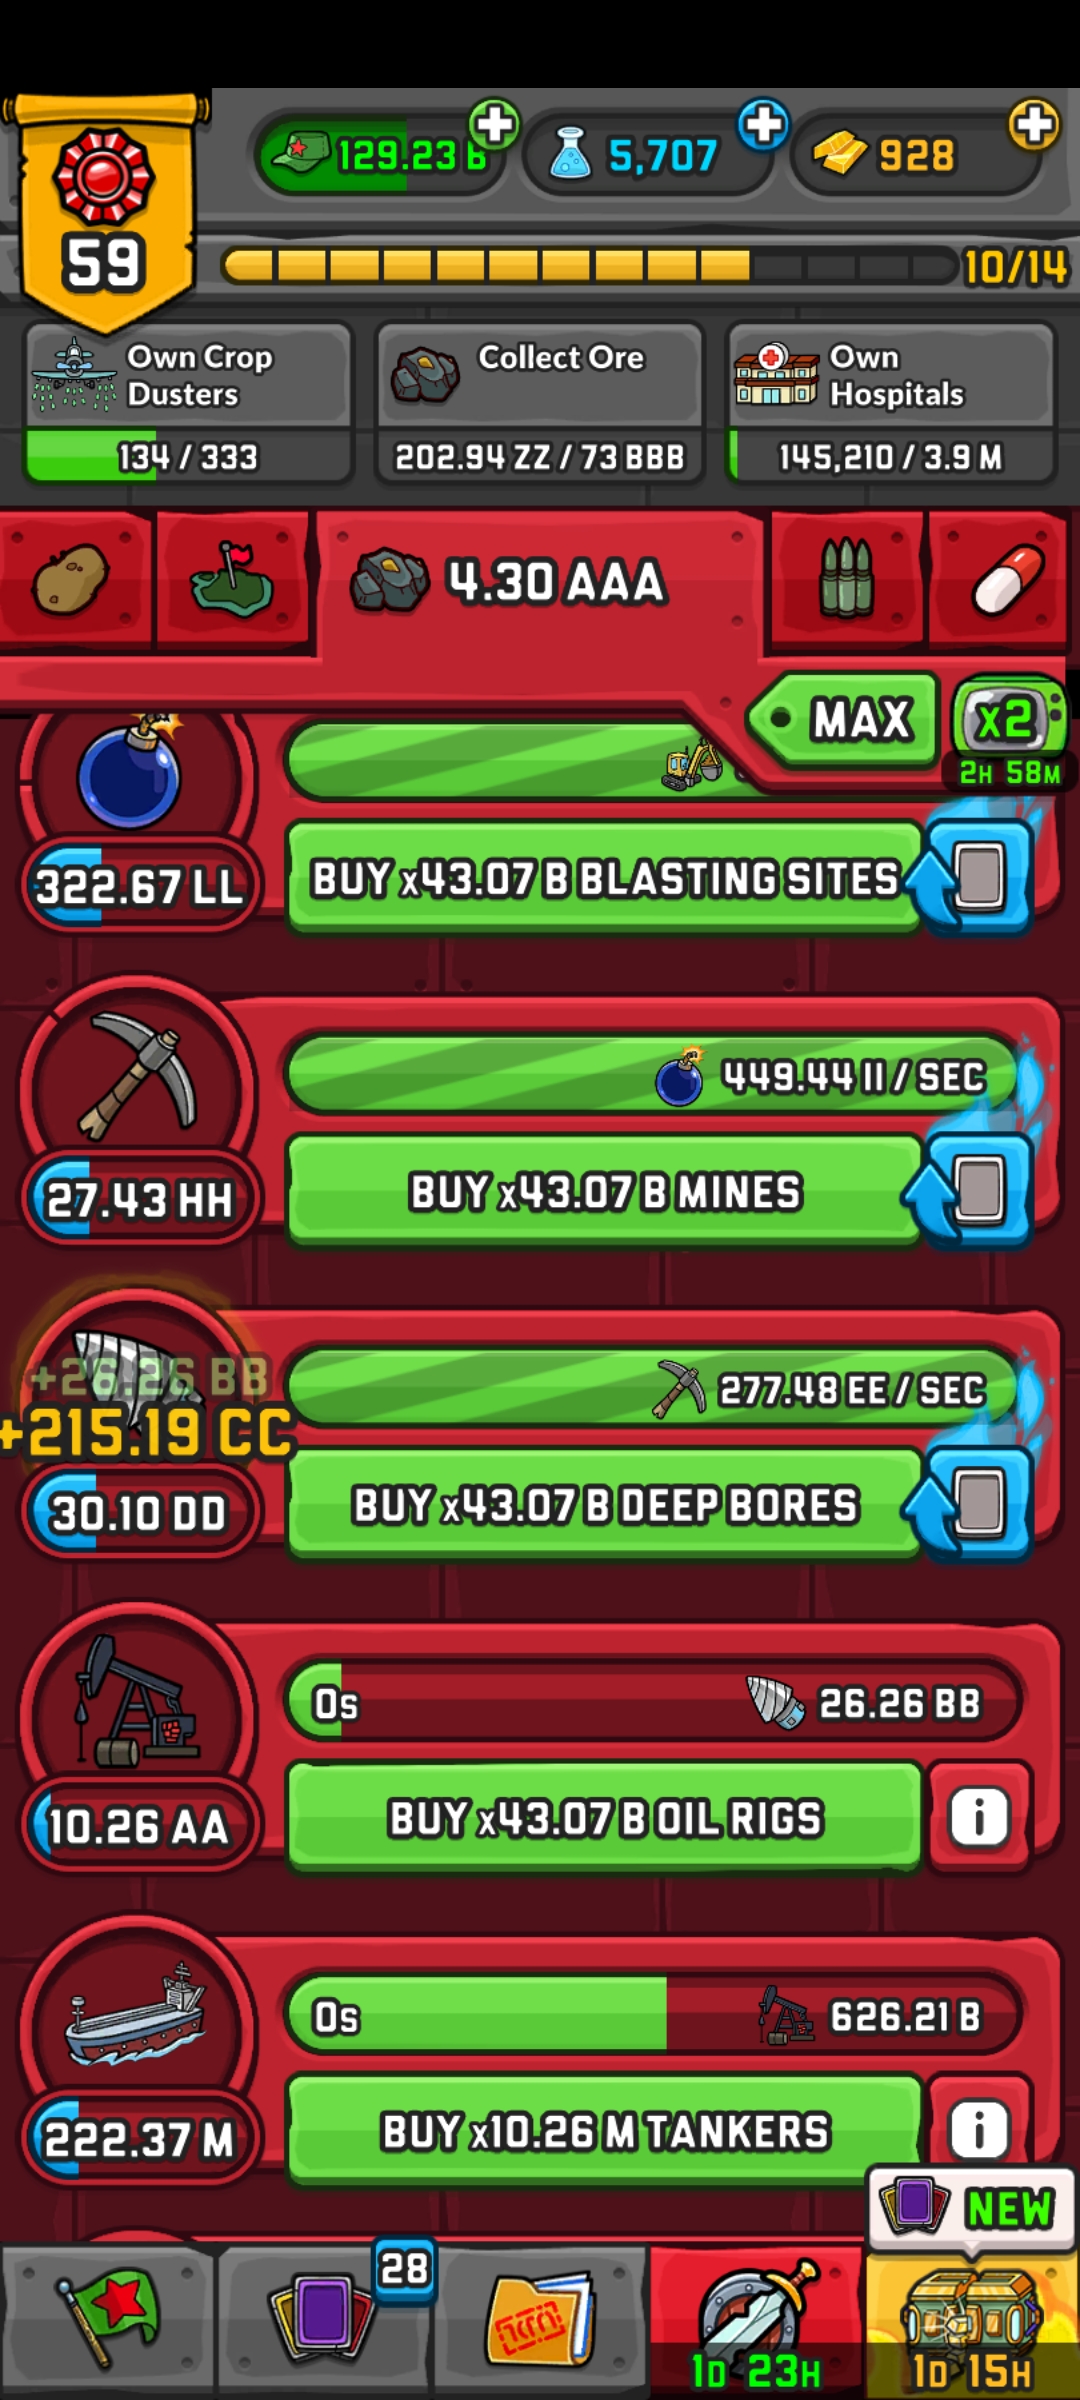 129.23 B
5,707
928
59
10/14
Own Crop
Dusters
134 / 333
Collect Ore
202.94 ZZ / 73 BBB
Own
Hospitals
145,210 / 3.9 M
4.30 AAA
MAX
x2
2H 58M
322.67 LL
BUY x43.07 B BLASTING SITES
449.44 II / SEC
27.43 HH
BUY x43.07 B MINES
+26.26 BB
+215.19 CC
277.48 EE / SEC
30.10 DD
BUY x43.07 B DEEP BORES
0s
26.26 BB
10.26 AA
BUY x43.07 B OIL RIGS
i
0s
626.21 B
222.37 M
BUY x10.26 M TANKERS
i
NEW
28
1D 23H
1D 15H